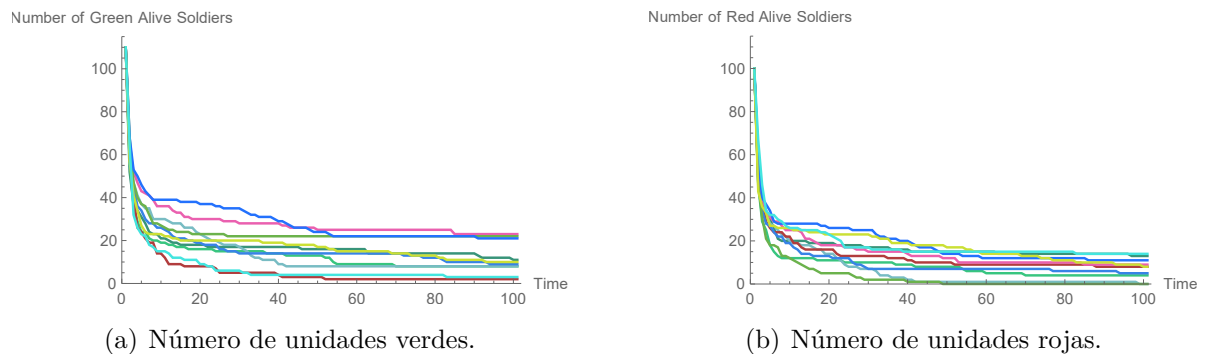 Number of Green Alive Soldiers
100
80
60
40
20
0
0 20 40 60 80 100
Time
(a) Número de unidades verdes.
Number of Red Alive Soldiers
100
80
60
40
20
0
0 20 40 60 80 100
Time
(b) Número de unidades rojas.